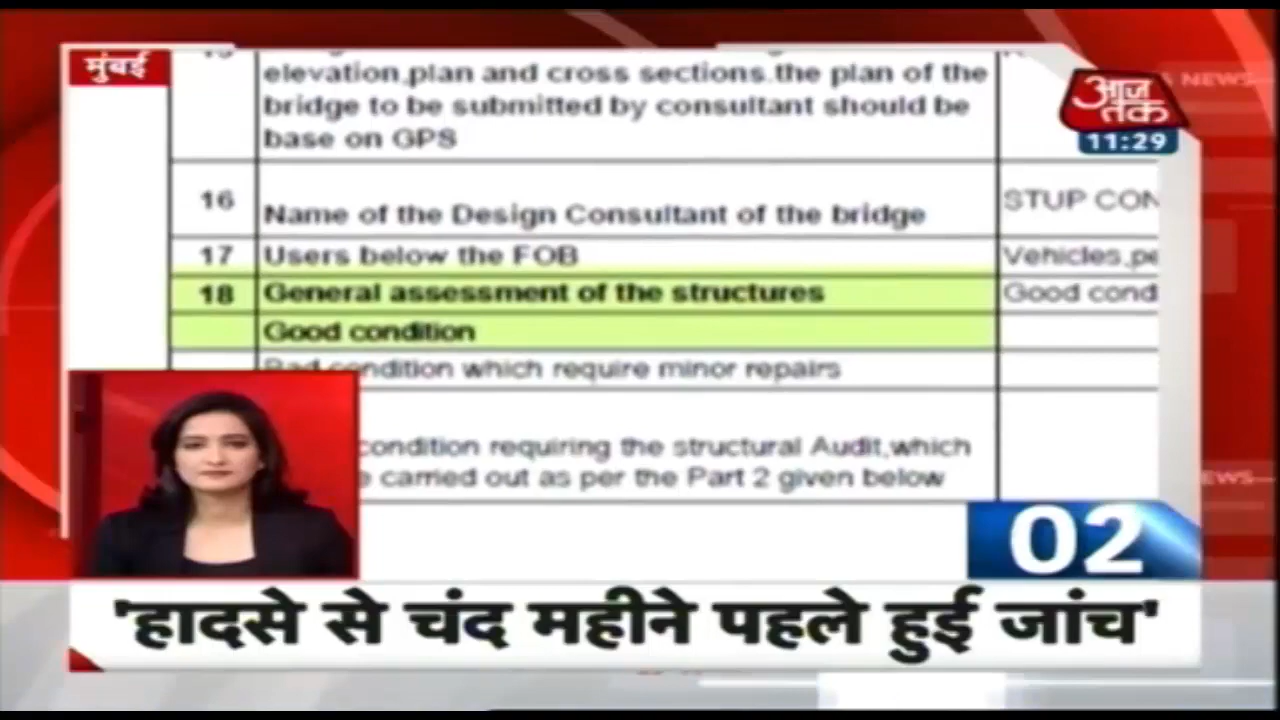 मुंबई
elevation,plan and cross sections.the plan of the
bridge to be submitted by consultant should be
base on GPS
16 Name of the Design Consultant of the bridge STUP CON
17 Users below the FOB Vehicles,pe
18 General assessment of the structures Good cond
Good condition
Bad condition which require minor repairs
condition requiring the structural Audit,which
carried out as per the Part 2 given below
आज
तक
11:29
NEWS
02
'हादसे से चंद महीने पहले हुई जांच'